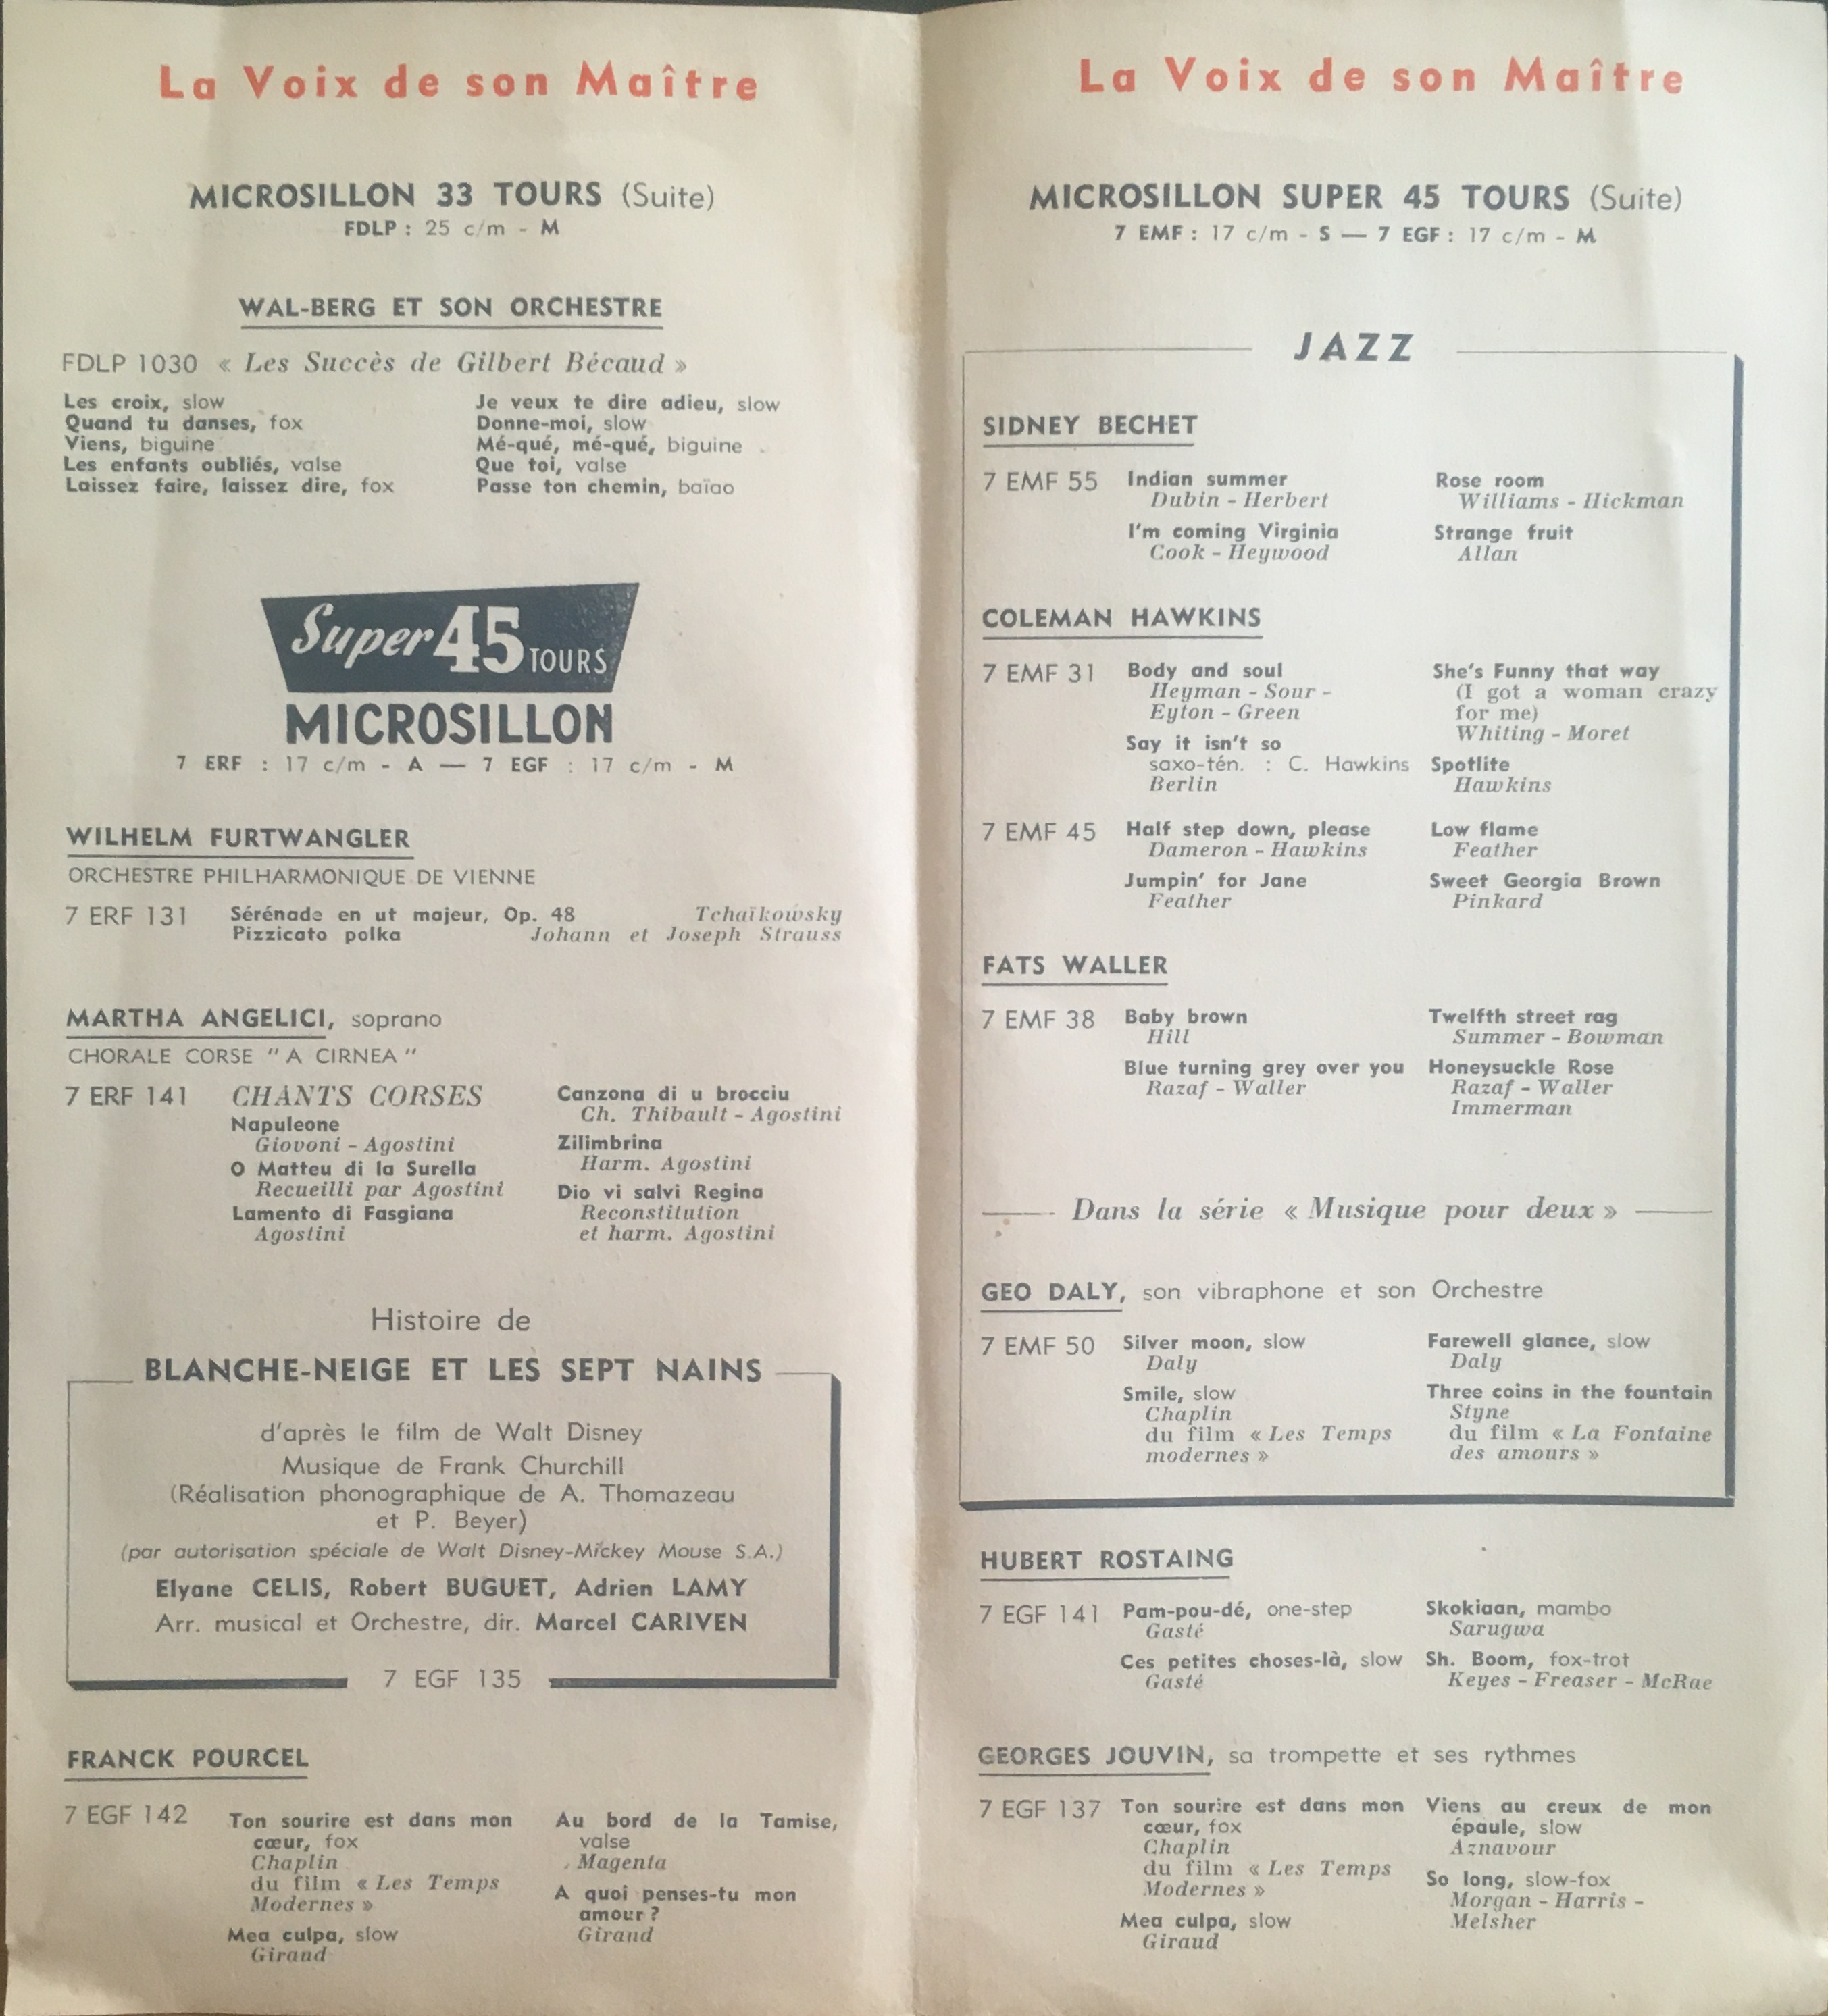 La Voix de son Maître
MICROSILLON 33 TOURS (Suite)
FDLP : 25 c/m - M
WAL-BERG ET SON ORCHESTRE
FDLP 1030 « Les Succès de Gilbert Bécaud »
Les croix, slow
Quand tu danses, fox
Viens, biguine
Les enfants oubliés, valse
Laissez faire, laissez dire, fox
Je veux te dire adieu, slow
Donne-moi, slow
Mé-qué, mé-qué, biguine
Que toi, valse
Passe ton chemin, baïao
Super 45 TOURS
MICROSILLON
7 ERF : 17 c/m - A — 7 EGF : 17 c/m - M
WILHELM FURTWANGLER
ORCHESTRE PHILHARMONIQUE DE VIENNE
7 ERF 131 Sérénade en ut majeur, Op. 48 Tchaïkowsky
Pizzicato polka Johann et Joseph Strauss
MARTHA ANGELICI, soprano
CHORALE CORSE "A CIRNEA"
7 ERF 141 CHANTS CORSES
Napuleone
Giovoni - Agostini
O Matteu di la Surella
Recueilli par Agostini
Lamento di Fasgiana
Agostini
Canzona di u brocciu
Ch. Thibault - Agostini
Zilimbrina
Harm. Agostini
Dio vi salvi Regina
Reconstitution
et harm. Agostini
Histoire de
BLANCHE-NEIGE ET LES SEPT NAINS
d'après le film de Walt Disney
Musique de Frank Churchill
(Réalisation phonographique de A. Thomazeau
et P. Beyer)
(par autorisation spéciale de Walt Disney-Mickey Mouse S.A.)
Elyane CELIS, Robert BUGUET, Adrien LAMY
Arr. musical et Orchestre, dir. Marcel CARIVEN
7 EGF 135
FRANCK POURCEL
7 EGF 142 Ton sourire est dans mon
cœur, fox
Chaplin
du film « Les Temps
Modernes »
Mea culpa, slow
Giraud
Au bord de la Tamise,
valse
Magenta
A quoi penses-tu mon
amour ?
Giraud
La Voix de son Maître
MICROSILLON SUPER 45 TOURS (Suite)
7 EMF : 17 c/m - S — 7 EGF : 17 c/m - M
JAZZ
SIDNEY BECHET
7 EMF 55 Indian summer
Dubin - Herbert
I'm coming Virginia
Cook - Heywood
Rose room
Williams - Hickman
Strange fruit
Allan
COLEMAN HAWKINS
7 EMF 31 Body and soul
Heyman - Sour -
Eyton - Green
Say it isn't so
saxo-tén. : C. Hawkins
Berlin
She's Funny that way
(I got a woman crazy
for me)
Whiting - Moret
Spotlite
Hawkins
7 EMF 45 Half step down, please
Dameron - Hawkins
Jumpin' for Jane
Feather
Low flame
Feather
Sweet Georgia Brown
Pinkard
FATS WALLER
7 EMF 38 Baby brown
Hill
Blue turning grey over you
Razaf - Waller
Twelfth street rag
Summer - Bowman
Honeysuckle Rose
Razaf - Waller
Immerman
Dans la série « Musique pour deux »
GEO DALY, son vibraphone et son Orchestre
7 EMF 50 Silver moon, slow
Daly
Smile, slow
Chaplin
du film « Les Temps
modernes »
Farewell glance, slow
Daly
Three coins in the fountain
Styne
du film « La Fontaine
des amours »
HUBERT ROSTAING
7 EGF 141 Pam-pou-dé, one-step
Gasté
Ces petites choses-là, slow
Gasté
Skokiaan, mambo
Sarugwa
Sh. Boom, fox-trot
Keyes - Freaser - McRae
GEORGES JOUVIN, sa trompette et ses rythmes
7 EGF 137 Ton sourire est dans mon
cœur, fox
Chaplin
du film « Les Temps
Modernes »
Mea culpa, slow
Giraud
Viens au creux de mon
épaule, slow
Aznavour
So long, slow-fox
Morgan - Harris -
Melsher